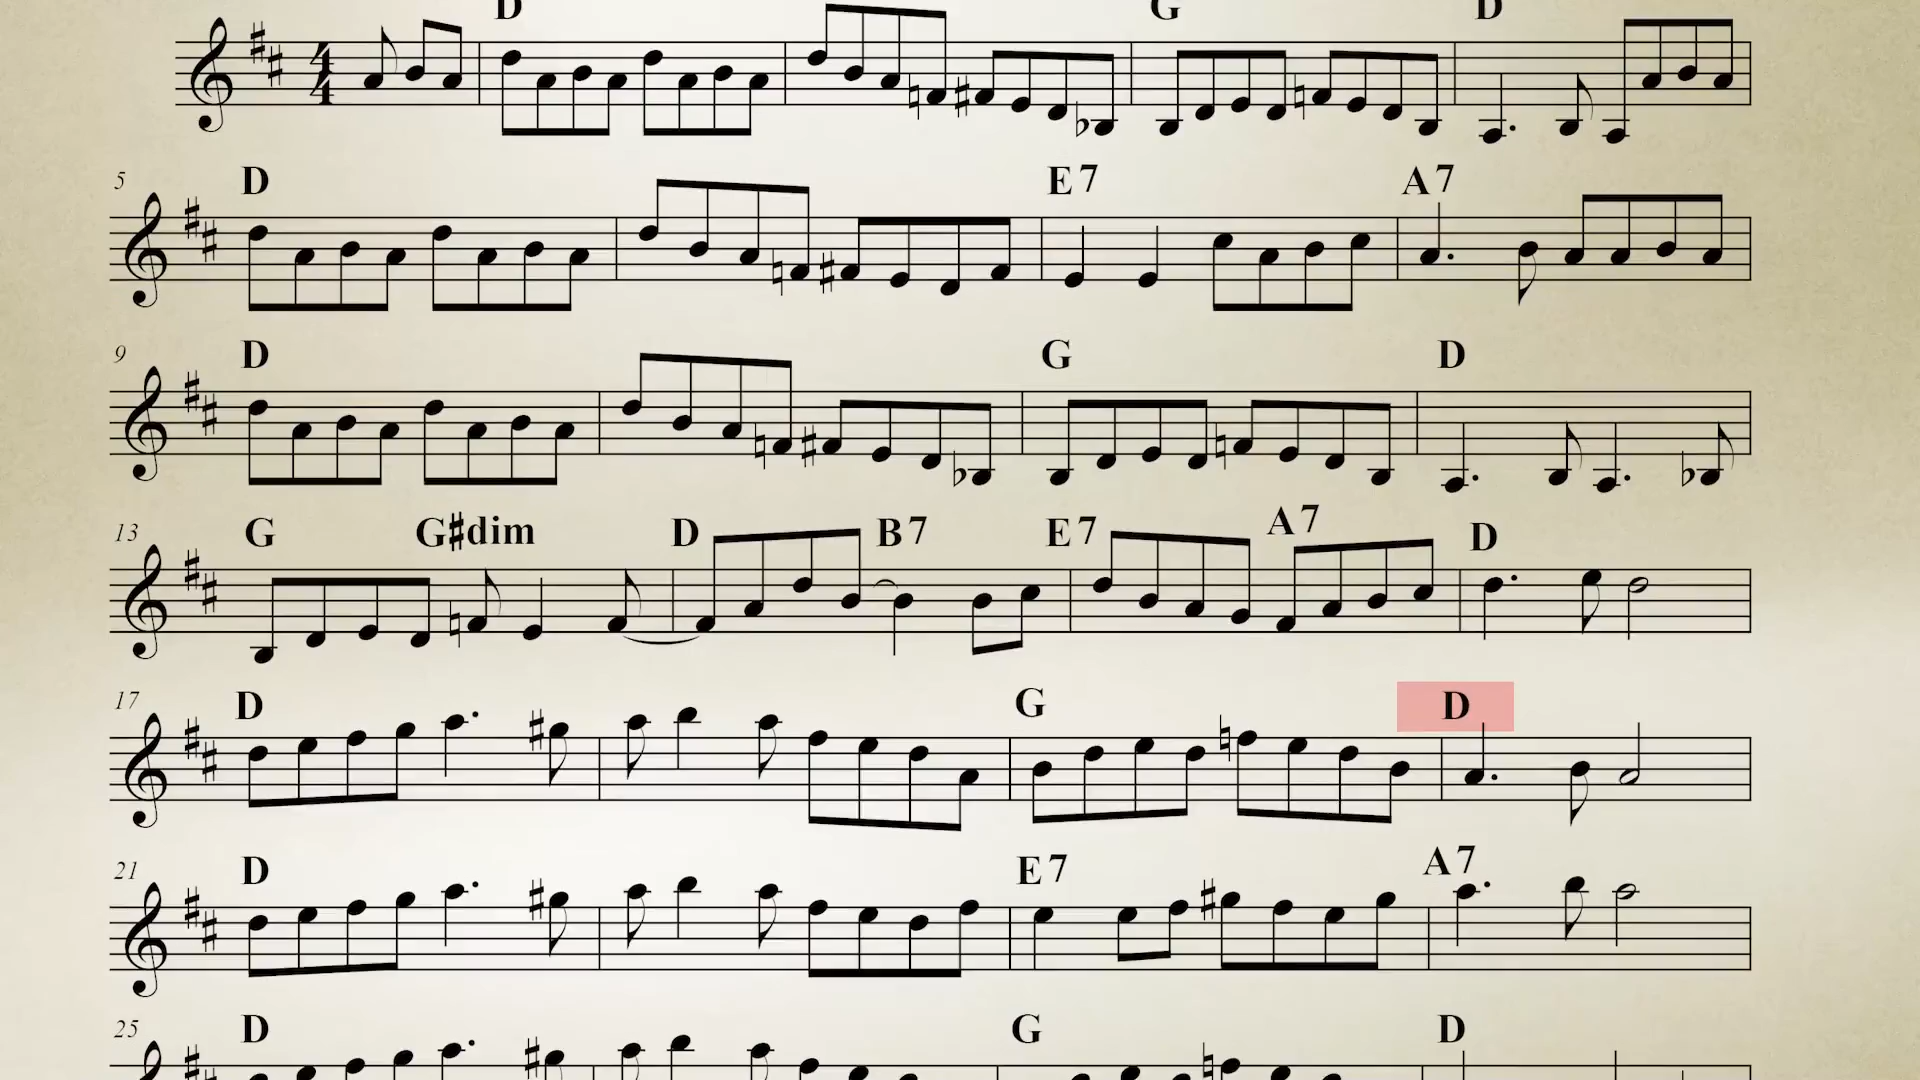 D G D
4
4
5 D E7 A7
9 D G D
13 G G#dim D B7 E7 A7 D
17 D G D
21 D E7 A7
25 D G D